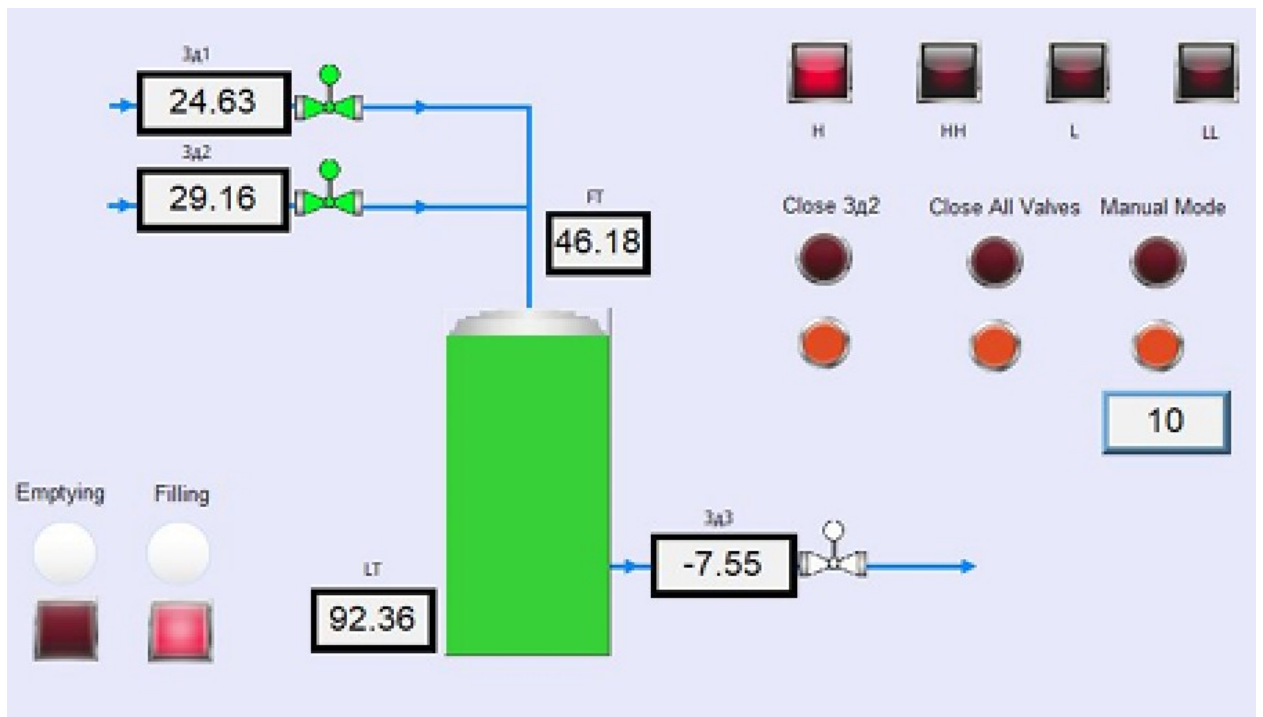 Зд1
24.63
Зд2
29.16
FT
46.18
H
HH
L
LL
Close Зд2
Close All Valves
Manual Mode
10
Emptying
Filling
LT
92.36
Зд3
-7.55